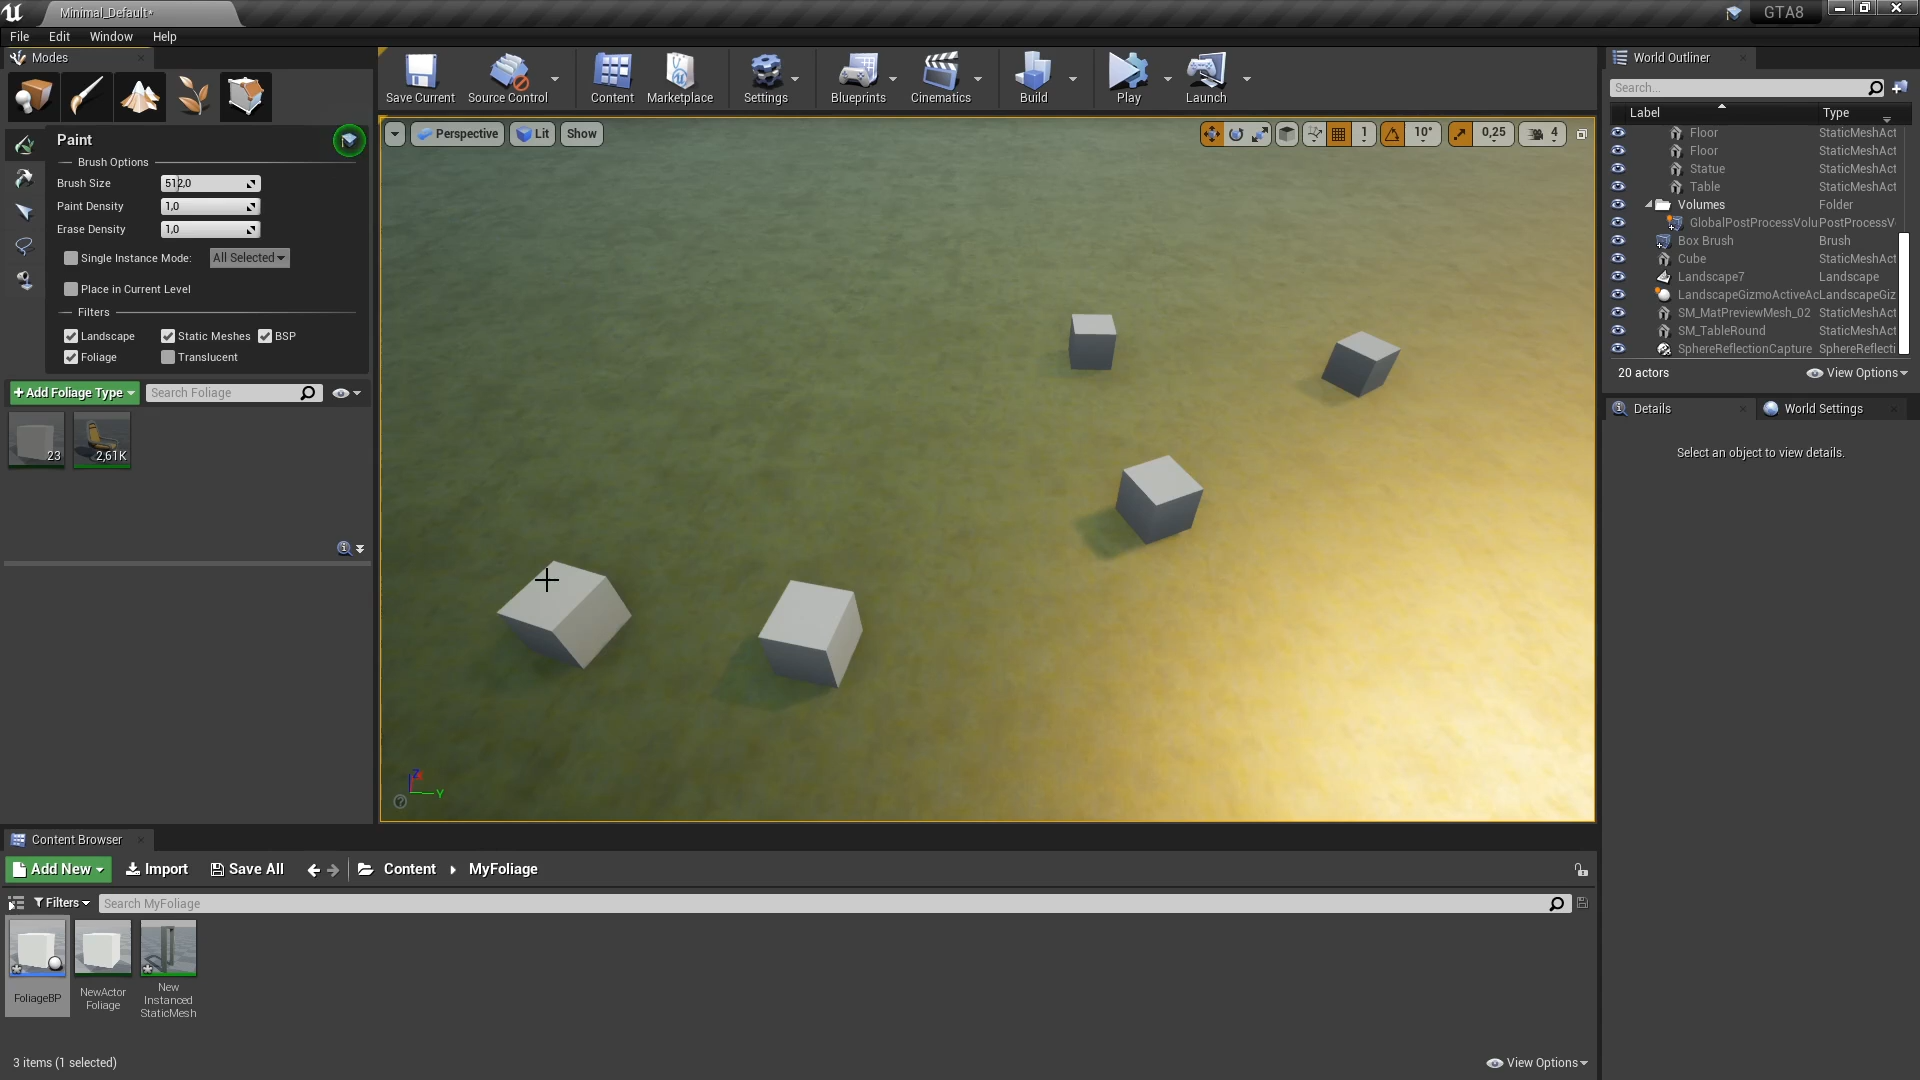 Minimal_Default*
GTA8
File Edit Window Help
Modes
Save Current Source Control Content Marketplace Settings Blueprints Cinematics Build Play Launch
World Outliner
Search...
Label Type
Floor StaticMeshAct
Floor StaticMeshAct
Statue StaticMeshAct
Table StaticMeshAct
Volumes Folder
GlobalPostProcessVolu PostProcessV
Box Brush Brush
Cube StaticMeshAct
Landscape7 Landscape
LandscapeGizmoActiveAc LandscapeGiz
SM_MatPreviewMesh_02 StaticMeshAct
SM_TableRound StaticMeshAct
SphereReflectionCapture SphereReflecti
20 actors View Options
Details World Settings
Select an object to view details.
Perspective Lit Show 1 10° 0,25 4
Paint
Brush Options
Brush Size 512,0
Paint Density 1,0
Erase Density 1,0
Single Instance Mode: All Selected
Place in Current Level
Filters
Landscape Static Meshes BSP
Foliage Translucent
+Add Foliage Type Search Foliage
23 2,61K
Z
Y
Content Browser
Add New Import Save All Content MyFoliage
Filters Search MyFoliage
FoliageBP
NewActor
Foliage
New
Instanced
StaticMesh
3 items (1 selected) View Options